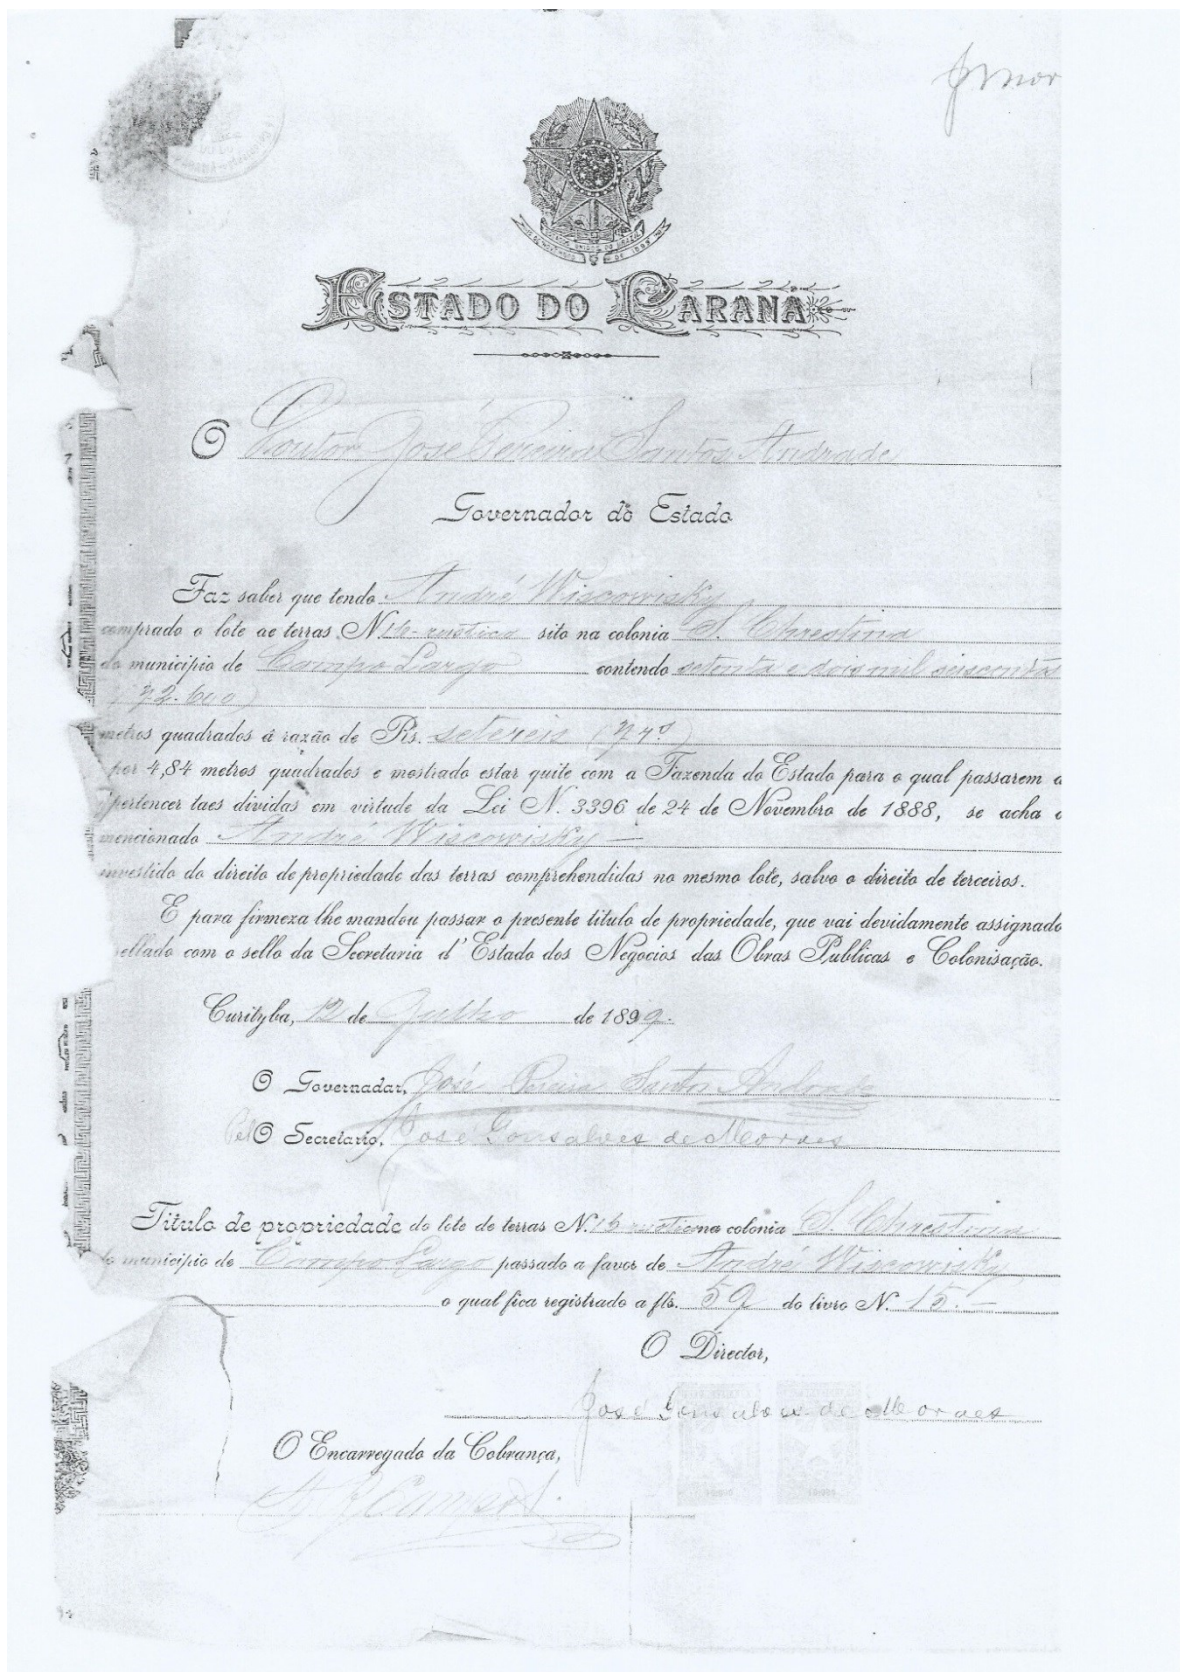 ESTADO DO PARANÁ
O Doutor José Pereira Santos Andrade
Governador do Estado
Faz saber que tendo André Wiscowisky
comprado o lote de terras N. rustico sito na colonia S. Christina
do municipio de Campo Largo contendo setenta e dois mil seiscentos
(72.600)
metros quadrados á razão de Rs. sete reis
por 4,84 metros quadrados e mostrado estar quite com a Fazenda do Estado para o qual passarem a
pertencer taes dividas em virtude da Lei N. 3396 de 24 de Novembro de 1888, se acha o
mencionado André Wiscowisky
investido do direito de propriedade das terras comprehendidas no mesmo lote, salvo o direito de terceiros.
E para firmeza lhe mandou passar o presente titulo de propriedade, que vai devidamente assignado
sellado com o sello da Secretaria d'Estado dos Negocios das Obras Publicas e Colonisação.
Curityba, 12 de Julho de 1899.
O Governador, José Pereira Santos Andrade
O Secretario, José Gonsalves de Moraes
Titulo de propriedade do lote de terras N. rustico na colonia S. Christina
do municipio de Campo Largo passado a favor de André Wiscowisky
o qual fica registrado a fls. 59 do livro N. 15. —
O Director,
José Gonsalves de Moraes
O Encarregado da Cobrança,